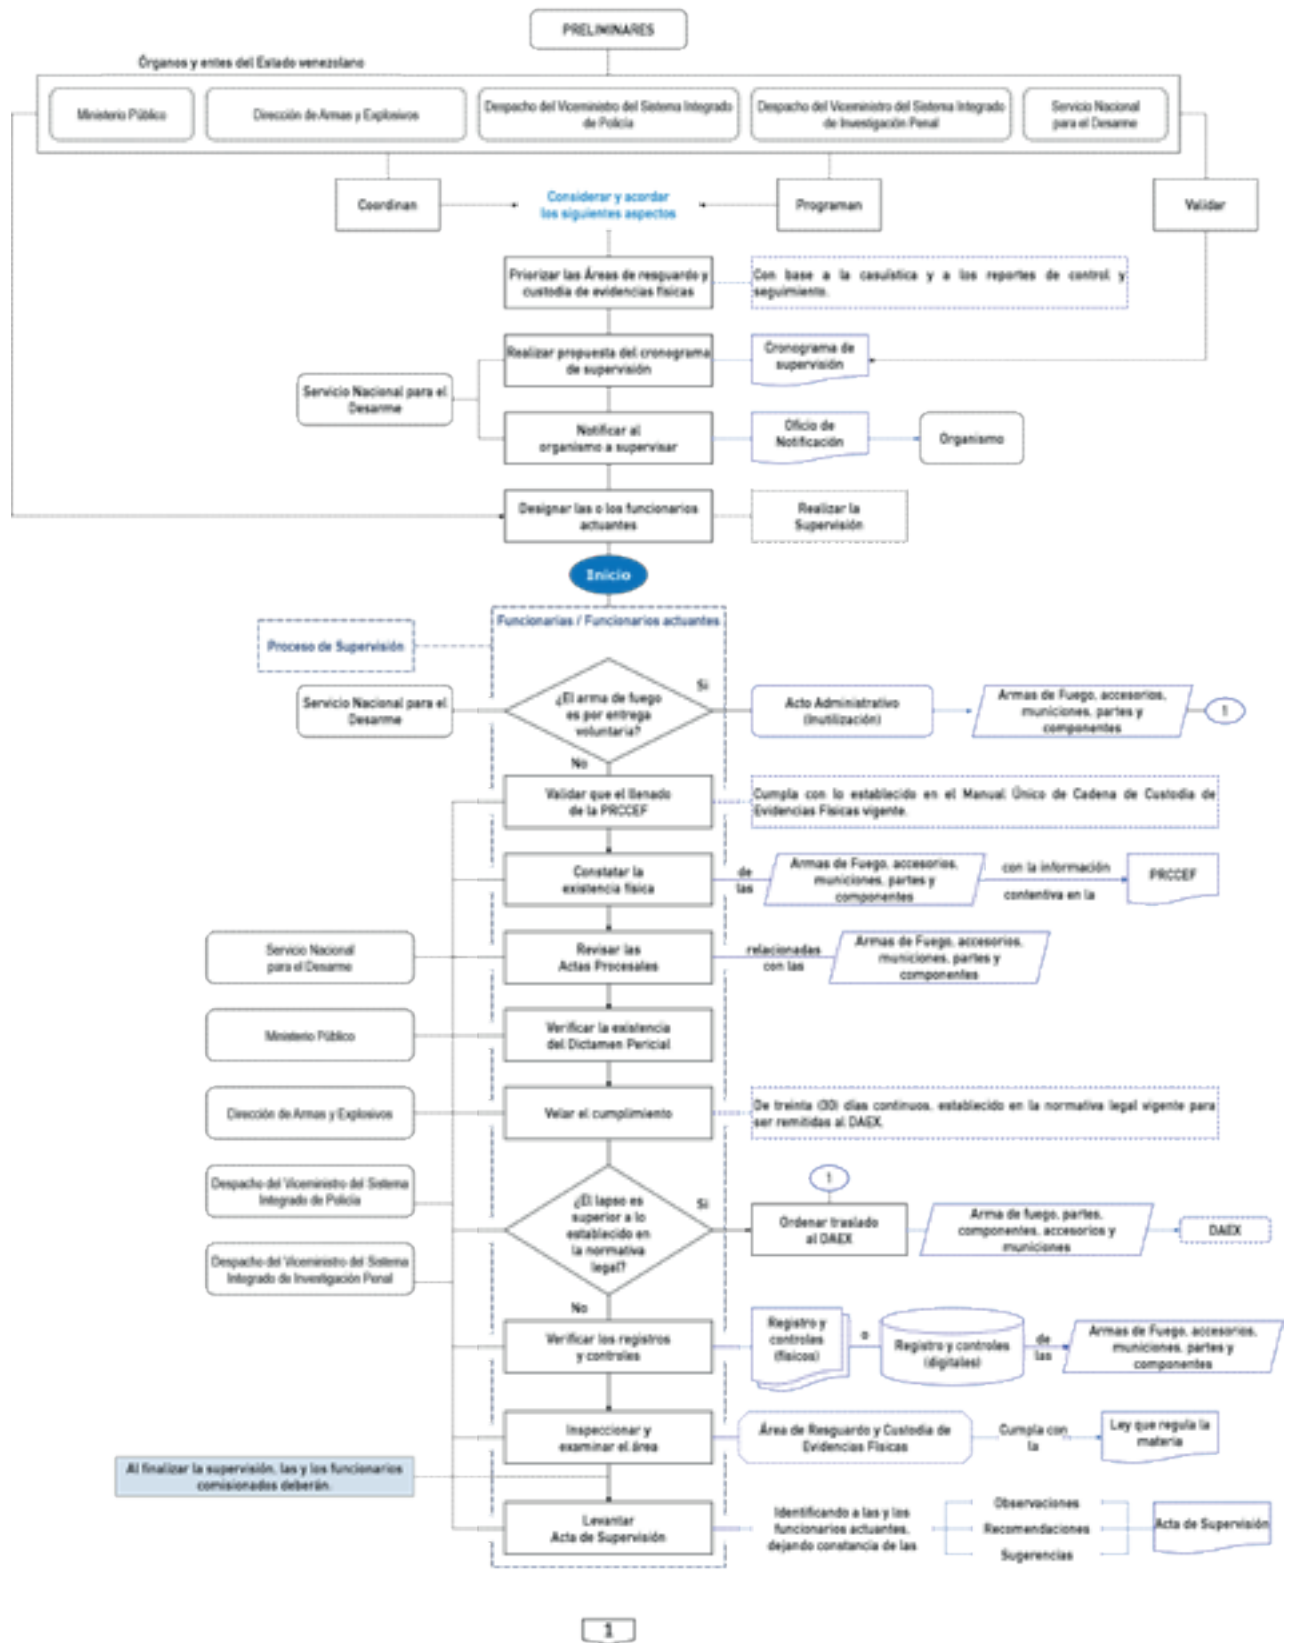 PRELIMINARES
Órganos y entes del Estado venezolano
Ministerio Público
Dirección de Armas y Explosivos
Despacho del Viceministro del Sistema Integrado
de Policía
Despacho del Viceministro del Sistema Integrado
de Investigación Penal
Servicio Nacional
para el Desarme
Coordinan
Considerar y acordar
los siguientes aspectos
Programan
Validar
Priorizar las Áreas de resguardo y
custodia de evidencias físicas
Con base a la casuística y a los reportes de control y
seguimiento.
Realizar propuesta del cronograma
de supervisión
Cronograma de
supervisión
Servicio Nacional para el
Desarme
Notificar al
organismo a supervisar
Oficio de
Notificación
Organismo
Designar las o los funcionarios
actuantes
Realizar la
Supervisión
Inicio
Funcionarias / Funcionarios actuantes
Proceso de Supervisión
Servicio Nacional para el
Desarme
¿El arma de fuego
es por entrega
voluntaria?
Si
Acto Administrativo
(Inutilización)
Armas de Fuego, accesorios,
municiones, partes y
componentes
1
No
Validar que el llenado
de la PRCCEF
Cumpla con lo establecido en el Manual Único de Cadena de Custodia de
Evidencias Físicas vigente.
Constatar la
existencia física
de
las
Armas de Fuego, accesorios,
municiones, partes y
componentes
con la información
contentiva en la
PRCCEF
Servicio Nacional
para el Desarme
Revisar las
Actas Procesales
relacionadas
con las
Armas de Fuego, accesorios,
municiones, partes y
componentes
Ministerio Público
Verificar la existencia
del Dictamen Pericial
Dirección de Armas y Explosivos
Velar el cumplimiento
De treinta (30) días continuos, establecido en la normativa legal vigente para
ser remitidas al DAEX.
Despacho del Viceministro del Sistema
Integrado de Policía
¿El lapso es
superior a lo
establecido en
la normativa
legal?
Si
1
Ordenar traslado
al DAEX
Arma de fuego, partes,
componentes, accesorios y
municiones
DAEX
Despacho del Viceministro del Sistema
Integrado de Investigación Penal
No
Verificar los registros
y controles
Registro y
controles
(físicos)
o
Registro y controles
(digitales)
de
las
Armas de Fuego, accesorios,
municiones, partes y
componentes
Inspeccionar y
examinar el área
Área de Resguardo y Custodia de
Evidencias Físicas
Cumpla con
la
Ley que regula la
materia
Al finalizar la supervisión, las y los funcionarios
comisionados deberán.
Levantar
Acta de Supervisión
Identificando a las y los
funcionarios actuantes,
dejando constancia de las
Observaciones
Recomendaciones
Sugerencias
Acta de Supervisión
1